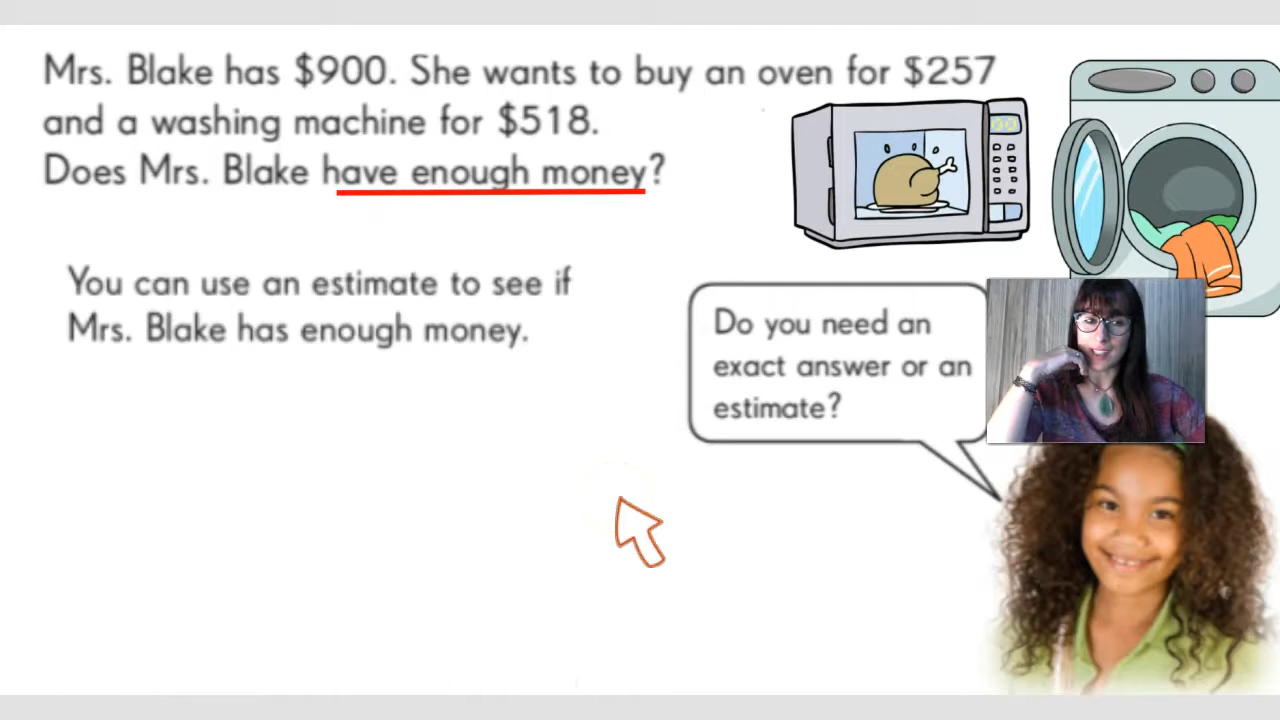 Mrs. Blake has $900. She wants to buy an oven for $257
and a washing machine for $518.
Does Mrs. Blake have enough money?
You can use an estimate to see if
Mrs. Blake has enough money.
Do you need an
exact answer or an
estimate?